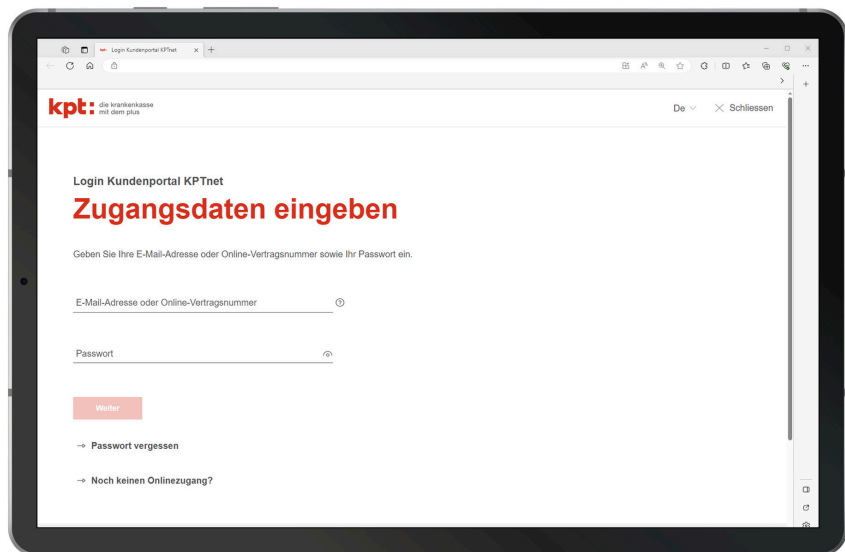 Login Kundenportal KPTnet
kpt: die krankenkasse
mit dem plus
De
Schliessen
Login Kundenportal KPTnet
Zugangsdaten eingeben
Geben Sie Ihre E-Mail-Adresse oder Online-Vertragsnummer sowie Ihr Passwort ein.
E-Mail-Adresse oder Online-Vertragsnummer
Passwort
Weiter
Passwort vergessen
Noch keinen Onlinezugang?